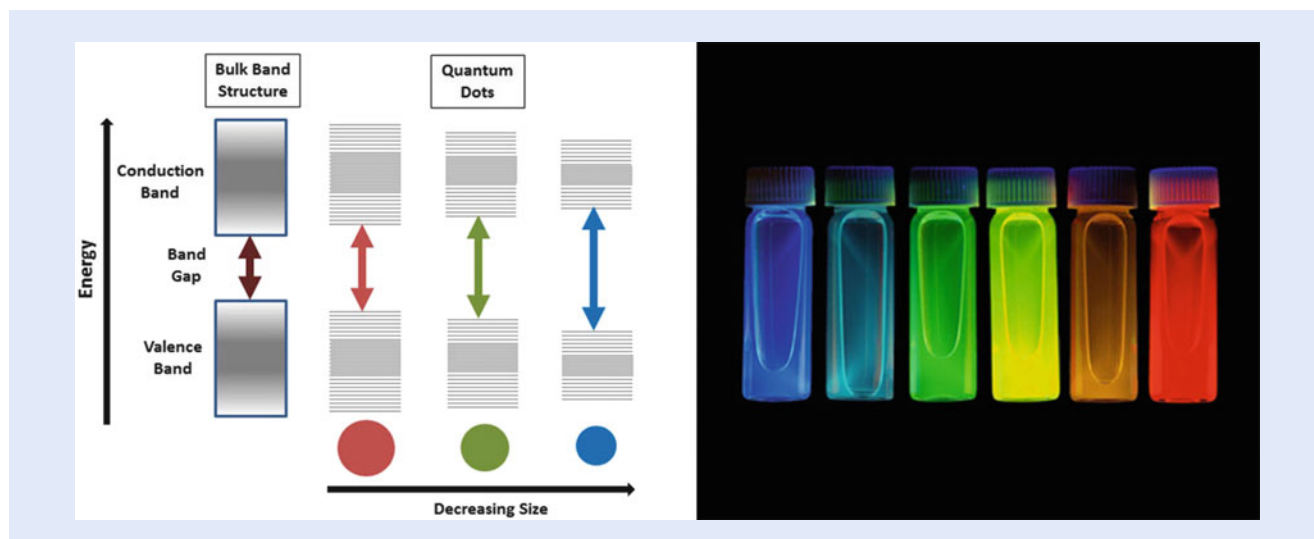 Bulk Band
Structure
Quantum
Dots
Energy
Conduction
Band
Band
Gap
Valence
Band
Decreasing Size